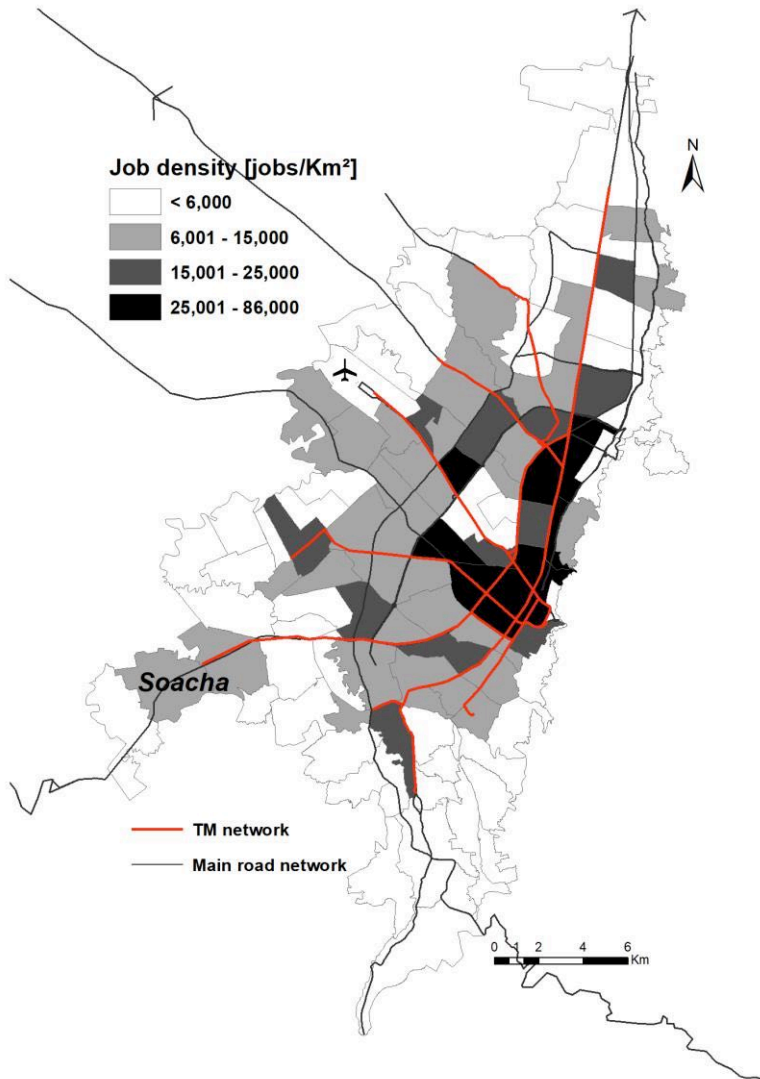 N
Job density [jobs/Km²]
< 6,000
6,001 - 15,000
15,001 - 25,000
25,001 - 86,000
Soacha
TM network
Main road network
0 1 2 4 6
Km